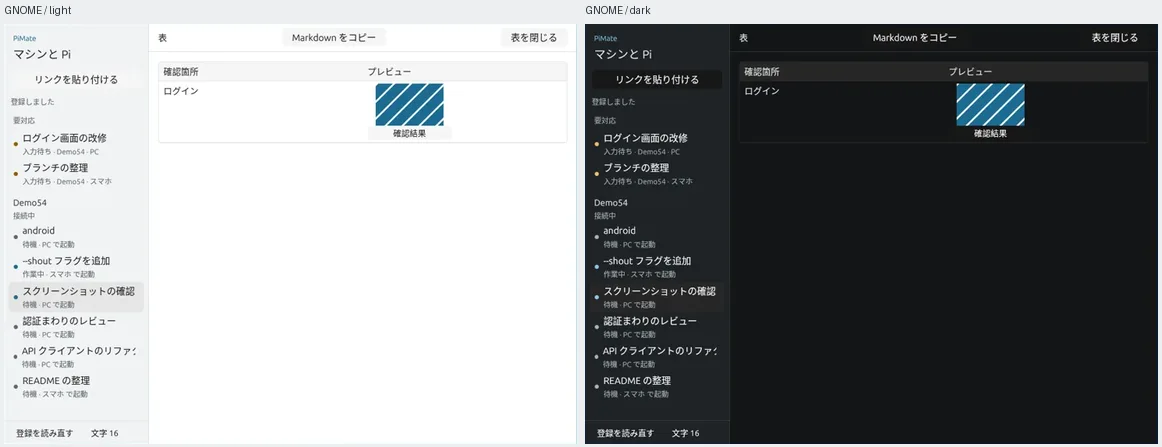 GNOME/light
PiMate
マシンと Pi
リンクを貼り付ける
登録しました
要対応
ログイン画面の改修
入力待ち · Demo54 · PC
ブランチの整理
入力待ち · Demo54 · スマホ
Demo54
接続中
android
待機 · PC で起動
--shout フラグを追加
作業中 · スマホ で起動
スクリーンショットの確認
待機 · PC で起動
認証まわりのレビュー
待機 · PC で起動
API クライアントのリファク
待機 · PC で起動
README の整理
待機 · スマホ で起動
登録を読み直す 文字 16
表 Markdown をコピー 表を閉じる
確認箇所 プレビュー
ログイン
確認結果
GNOME/dark
PiMate
マシンと Pi
リンクを貼り付ける
登録しました
要対応
ログイン画面の改修
入力待ち · Demo54 · PC
ブランチの整理
入力待ち · Demo54 · スマホ
Demo54
接続中
android
待機 · PC で起動
--shout フラグを追加
作業中 · スマホ で起動
スクリーンショットの確認
待機 · PC で起動
認証まわりのレビュー
待機 · PC で起動
API クライアントのリファク
待機 · PC で起動
README の整理
待機 · スマホ で起動
登録を読み直す 文字 16
表 Markdown をコピー 表を閉じる
確認箇所 プレビュー
ログイン
確認結果